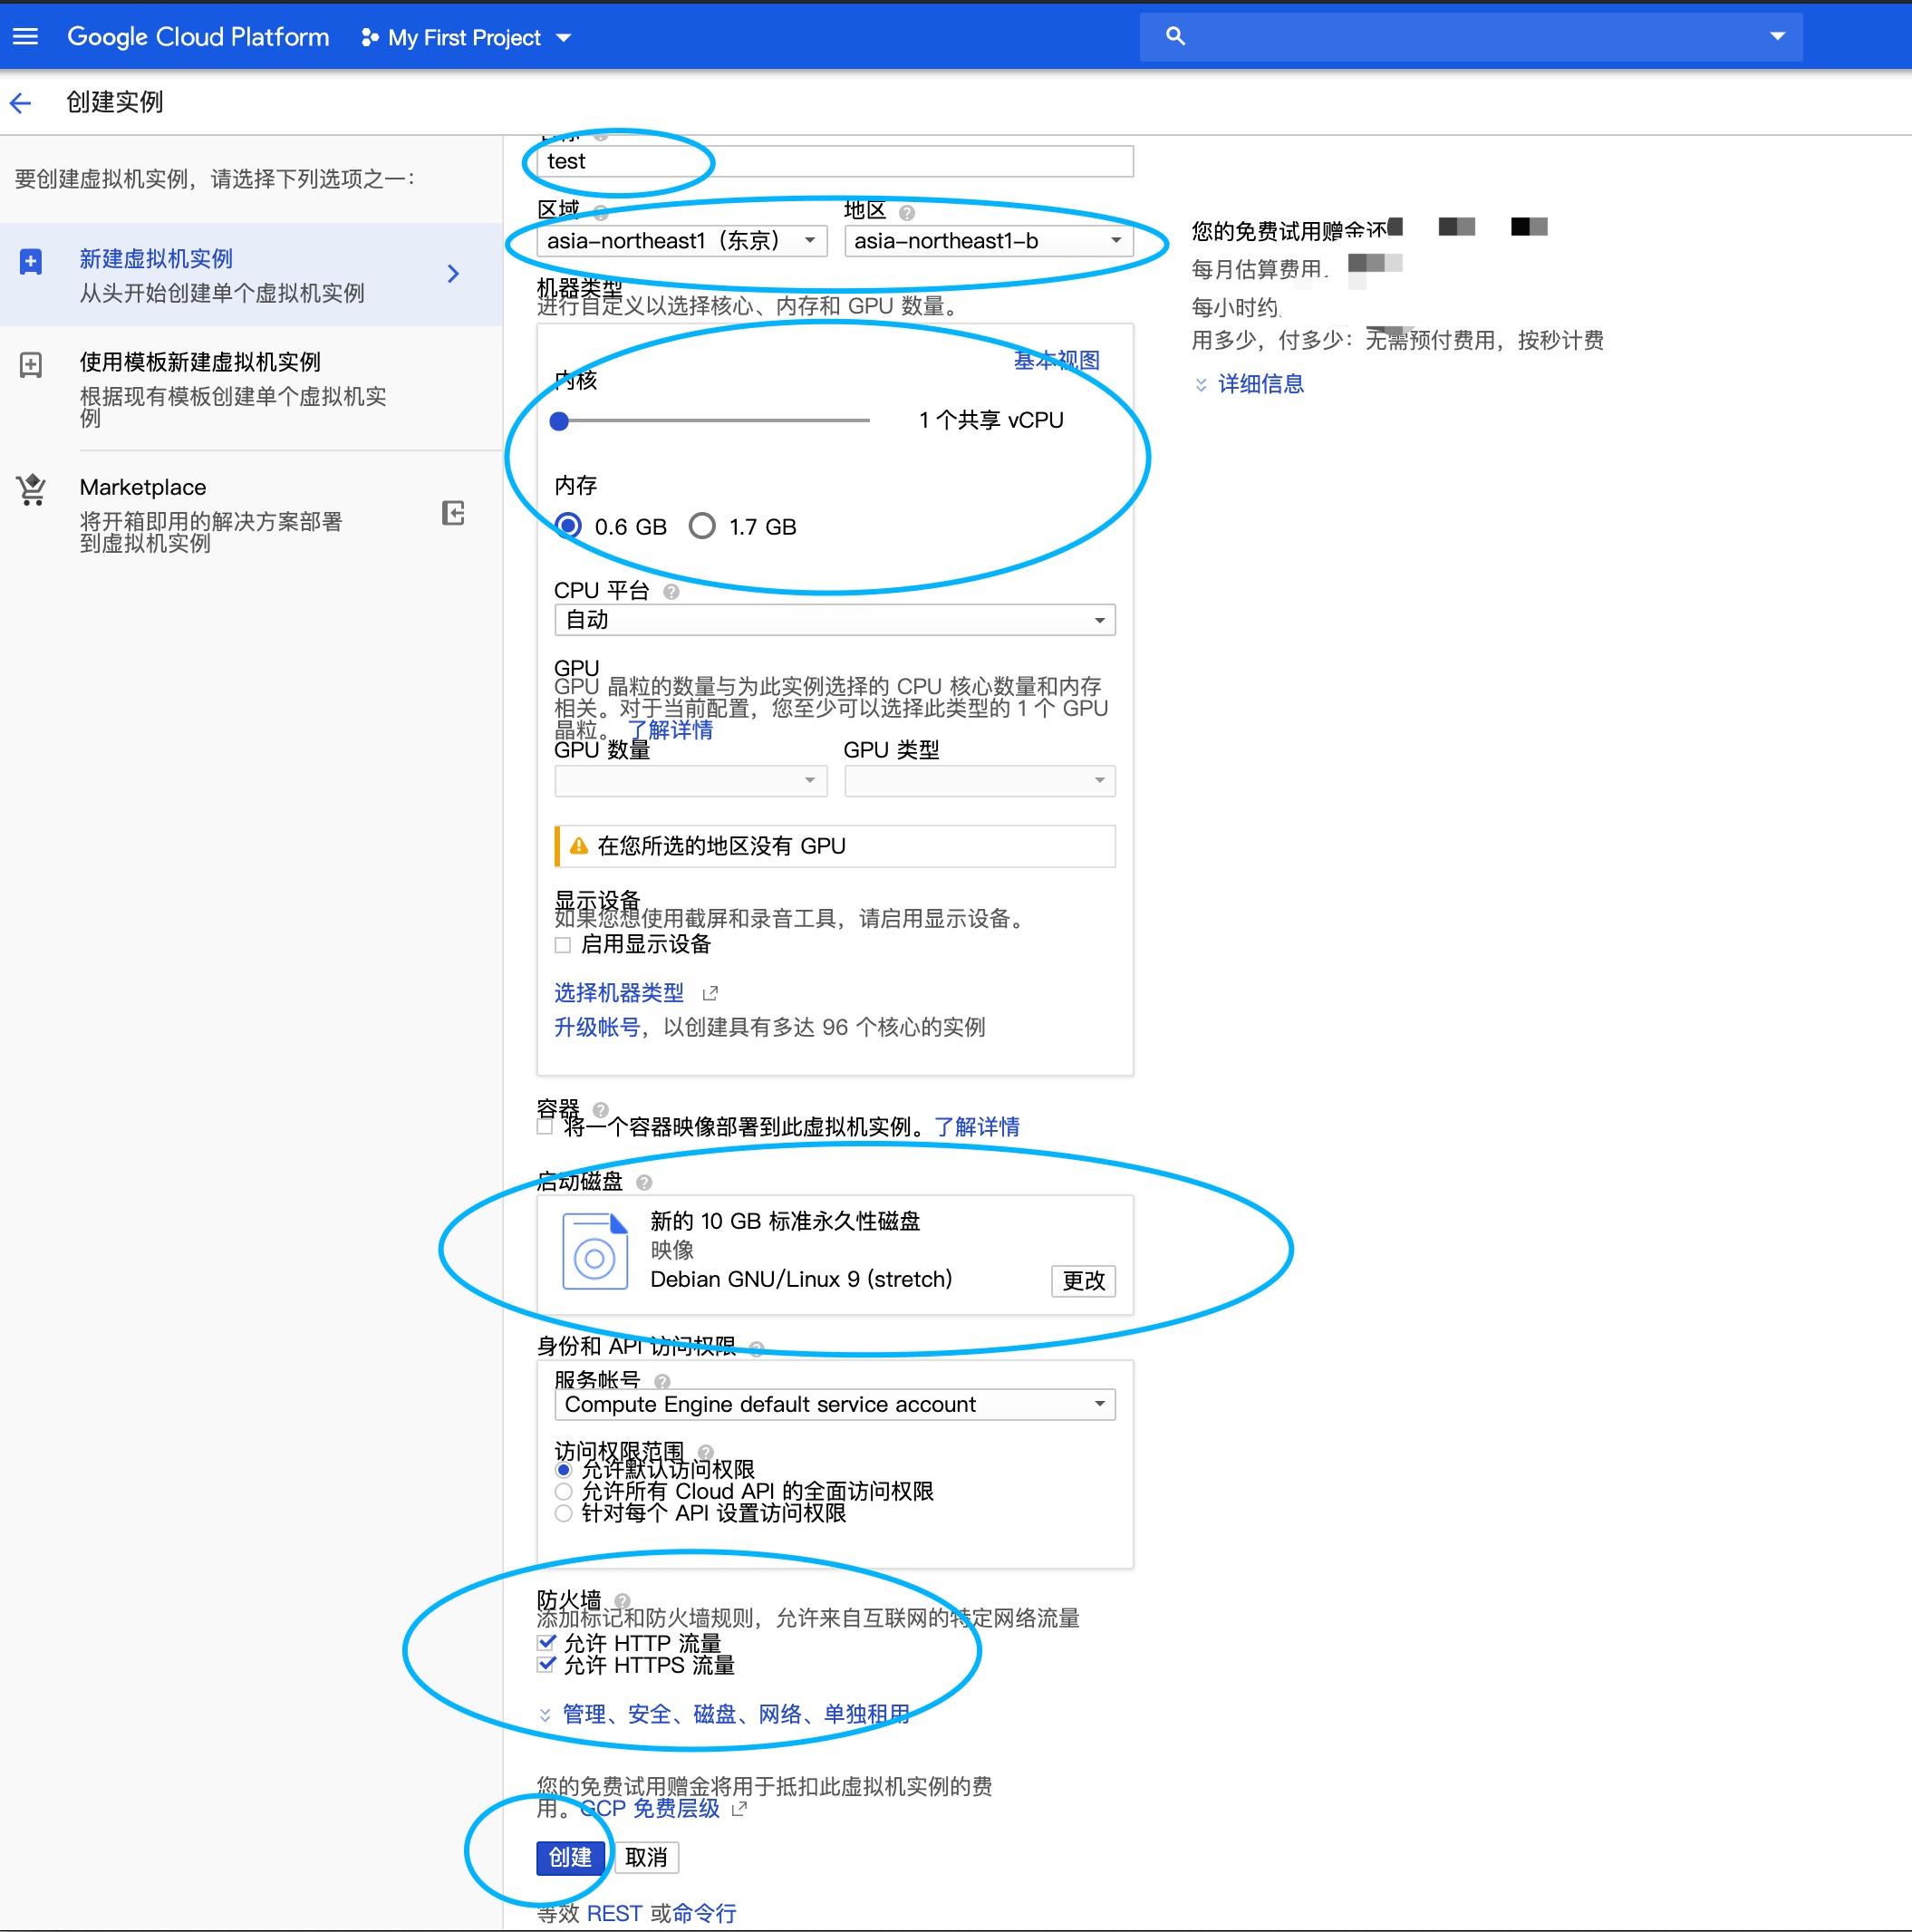 Google Cloud Platform
My First Project
创建实例
要创建虚拟机实例，请选择下列选项之一：
新建虚拟机实例
从头开始创建单个虚拟机实例
使用模板新建虚拟机实例
根据现有模板创建单个虚拟机实
例
Marketplace
将开箱即用的解决方案部署
到虚拟机实例
test
区域
地区
asia-northeast1（东京）
asia-northeast1-b
机器类型
进行自定义以选择核心、内存和 GPU 数量。
基本视图
内核
1 个共享 vCPU
内存
0.6 GB
1.7 GB
CPU 平台
自动
GPU
GPU 晶粒的数量与为此实例选择的 CPU 核心数量和内存
相关。对于当前配置，您至少可以选择此类型的 1 个 GPU
晶粒。 了解详情
GPU 数量
GPU 类型
在您所选的地区没有 GPU
显示设备
如果您想使用截屏和录音工具，请启用显示设备。
启用显示设备
选择机器类型
升级帐号，以创建具有多达 96 个核心的实例
容器
将一个容器映像部署到此虚拟机实例。了解详情
启动磁盘
新的 10 GB 标准永久性磁盘
映像
Debian GNU/Linux 9 (stretch)
更改
身份和 API 访问权限
服务帐号
Compute Engine default service account
访问权限范围
允许默认访问权限
允许所有 Cloud API 的全面访问权限
针对每个 API 设置访问权限
防火墙
添加标记和防火墙规则，允许来自互联网的特定网络流量
允许 HTTP 流量
允许 HTTPS 流量
管理、安全、磁盘、网络、单独租用
您的免费试用赠金将用于抵扣此虚拟机实例的费
用。GCP 免费层级
创建
取消
等效 REST 或命令行
您的免费试用赠金还
每月估算费用
每小时约
用多少，付多少：无需预付费用，按秒计费
详细信息